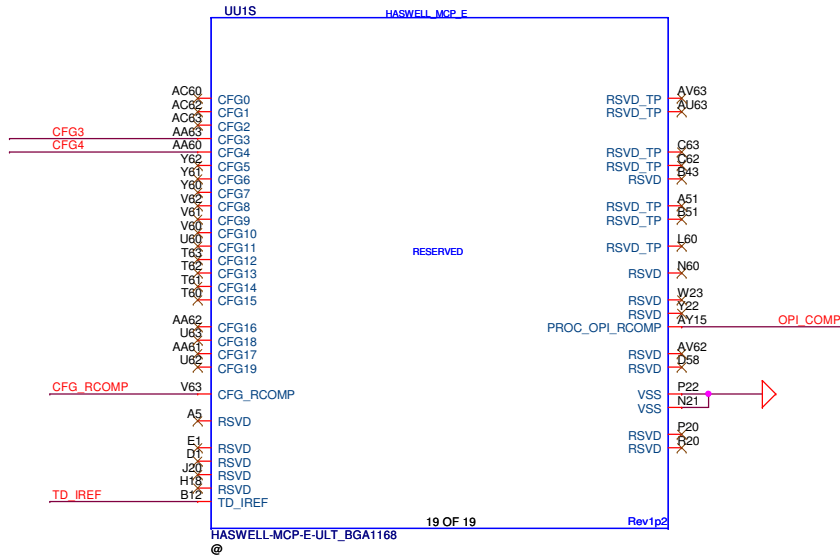 UU1S
HASWELL_MCP_E
AC60 CFG0 RSVD_TP AV63
AC62 CFG1 RSVD_TP AU63
AC63 CFG2
CFG3 AA63 CFG3
CFG4 AA60 CFG4 RSVD_TP C63
Y62 CFG5 RSVD_TP C62
Y61 CFG6 RSVD B43
Y60 CFG7
V62 CFG8 RSVD_TP A51
V61 CFG9 RSVD_TP B51
V60 CFG10
U60 CFG11 RSVD_TP L60
T63 CFG12
RESERVED
T62 CFG13 RSVD N60
T61 CFG14
T60 CFG15 RSVD W23
RSVD Y22
AA62 CFG16 PROC_OPI_RCOMP AY15 OPI_COMP
U63 CFG18
AA61 CFG17 RSVD AV62
U62 CFG19 RSVD D58
CFG_RCOMP V63 CFG_RCOMP VSS P22
VSS N21
A5 RSVD
RSVD P20
E1 RSVD RSVD R20
D1 RSVD
J20 RSVD
H18 RSVD
TD_IREF B12 TD_IREF
19 OF 19
Rev1p2
HASWELL-MCP-E-ULT_BGA1168
@